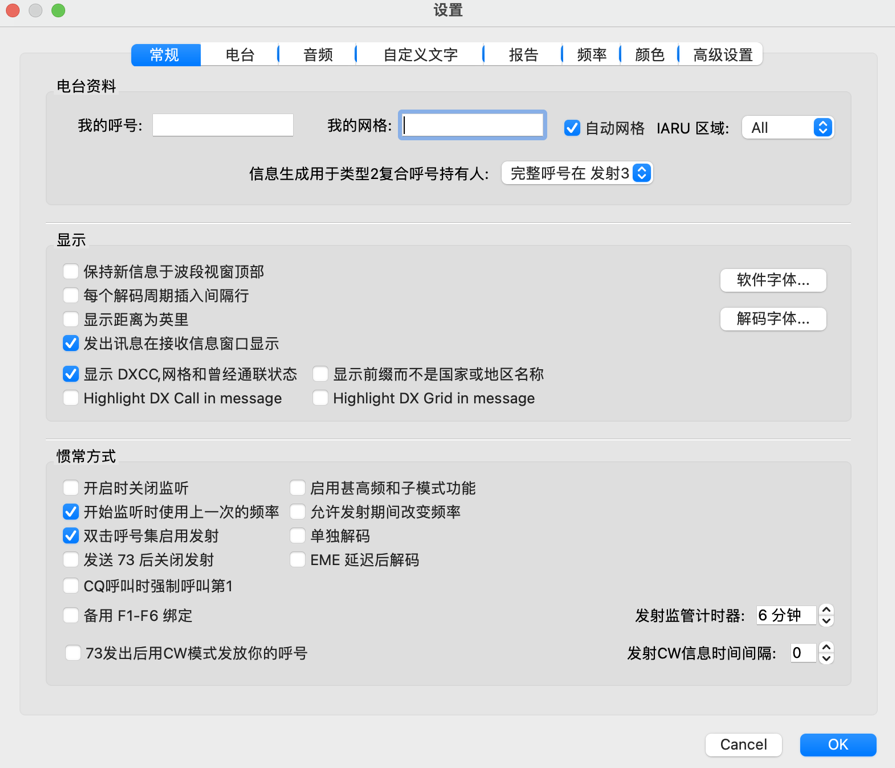 设置
常规 电台 音频 自定义文字 报告 频率 颜色 高级设置
电台资料
我的呼号: 我的网格: 自动网格 IARU 区域: All
信息生成用于类型2复合呼号持有人: 完整呼号在 发射3
显示
保持新信息于波段视窗顶部
软件字体...
每个解码周期插入间隔行
显示距离为英里
解码字体...
发出讯息在接收信息窗口显示
显示 DXCC,网格和曾经通联状态 显示前缀而不是国家或地区名称
Highlight DX Call in message Highlight DX Grid in message
惯常方式
开启时关闭监听 启用甚高频和子模式功能
开始监听时使用上一次的频率 允许发射期间改变频率
双击呼号集启用发射 单独解码
发送 73 后关闭发射 EME 延迟后解码
CQ呼叫时强制呼叫第1
备用 F1-F6 绑定 发射监管计时器: 6 分钟
73发出后用CW模式发放你的呼号 发射CW信息时间间隔: 0
Cancel OK